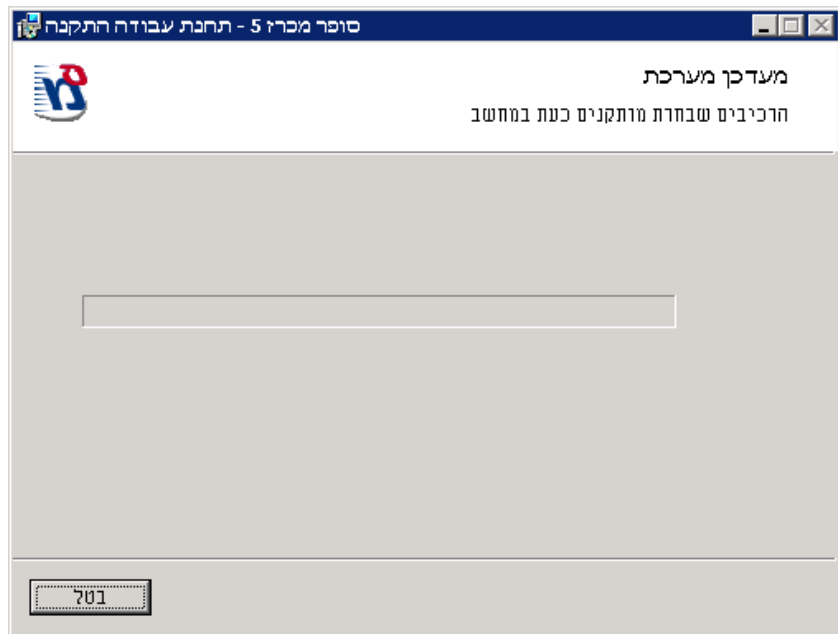 סופר מכרז 5 - תחנת עבודה התקנה
מעדכן מערכת
הרכיבים שבחרת מותקנים כעת במחשב
בטל